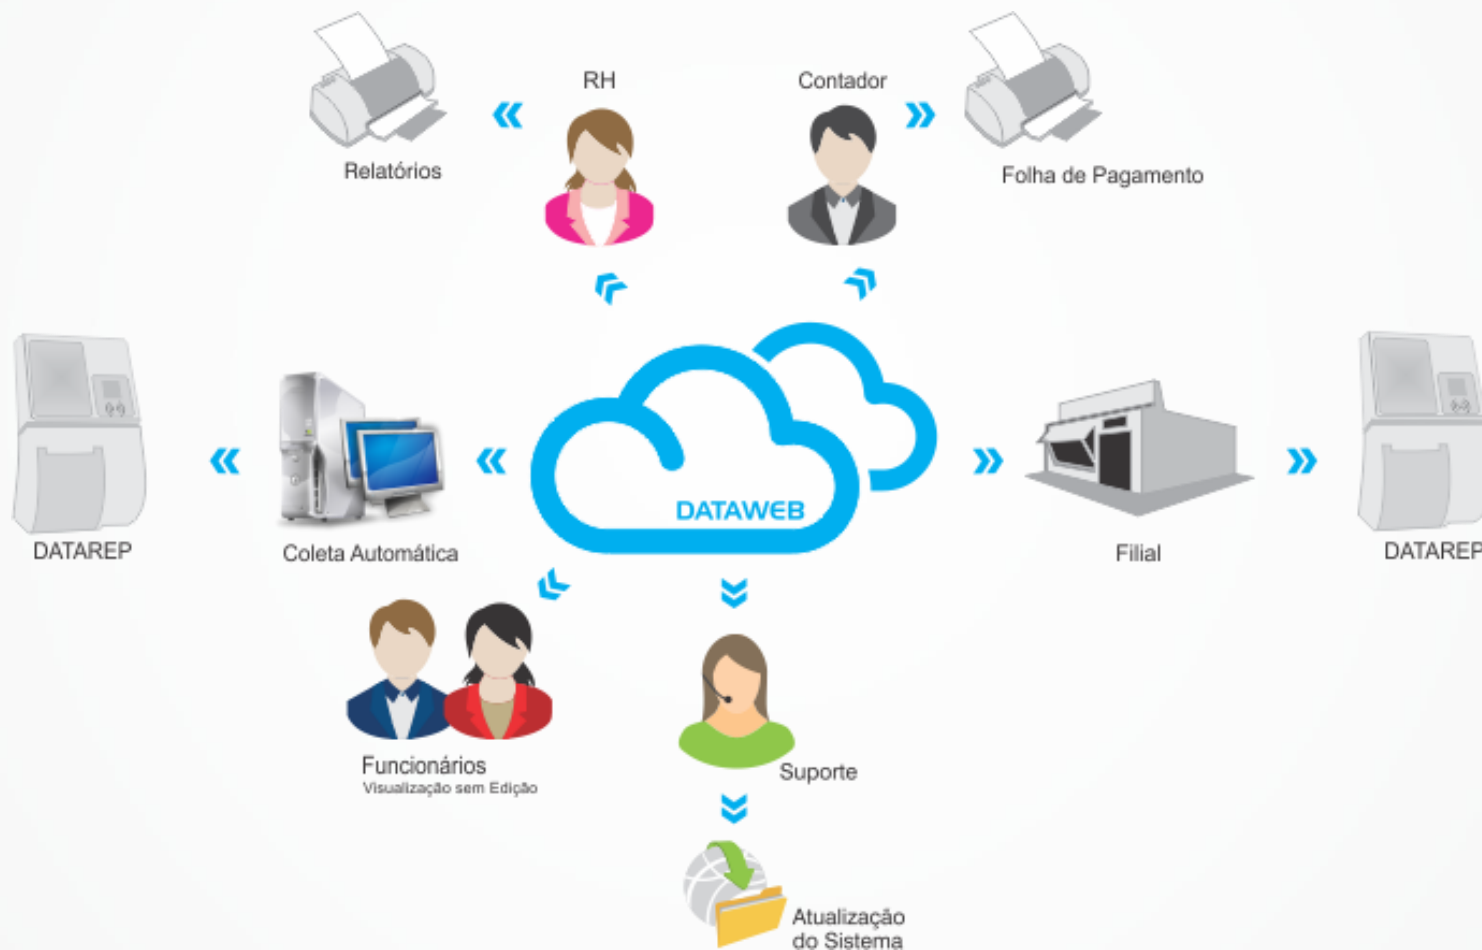 RH
Contador
Relatórios
Folha de Pagamento
DATAWEB
DATAREP
Coleta Automática
Filial
DATAREP
Funcionários
Visualização sem Edição
Suporte
Atualização
do Sistema